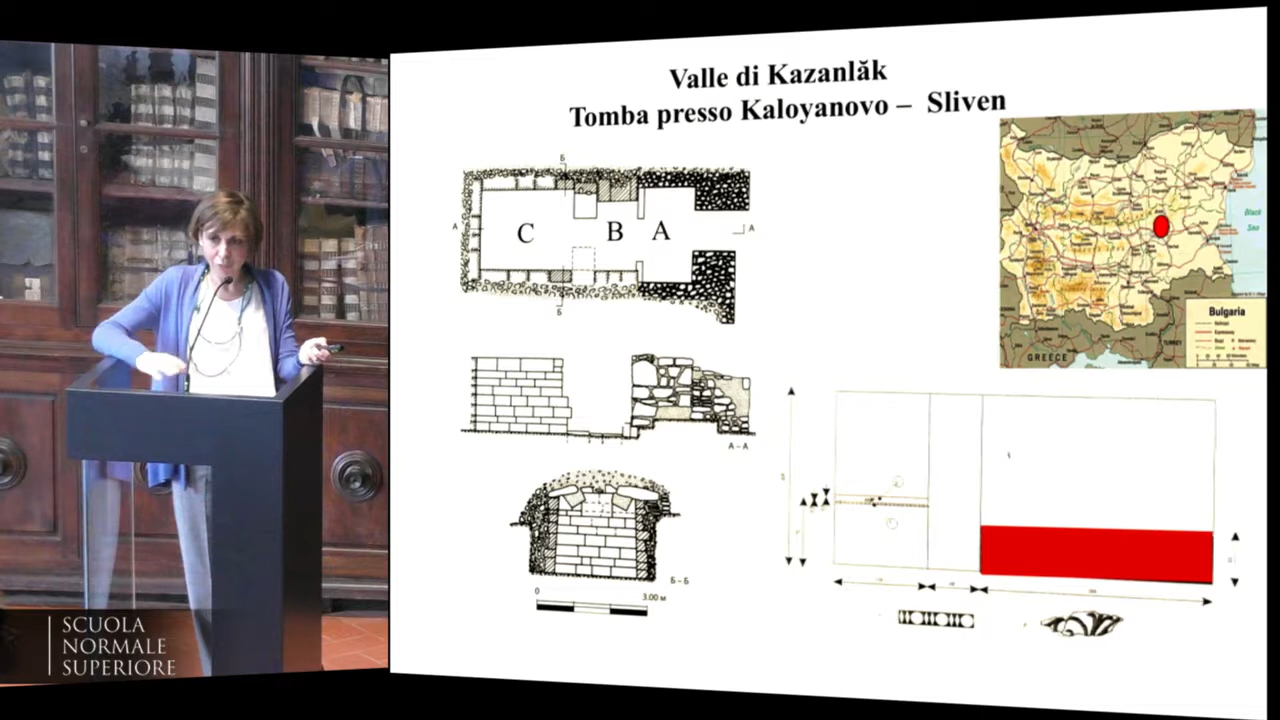 Valle di Kazanlăk
Tomba presso Kaloyanovo – Sliven
Б
A
C
B
A
A
Б
A – A
Б – Б
0
3.00 м
Black
Sea
Bulgaria
GREECE
TURKEY
SCUOLA
NORMALE
SUPERIORE